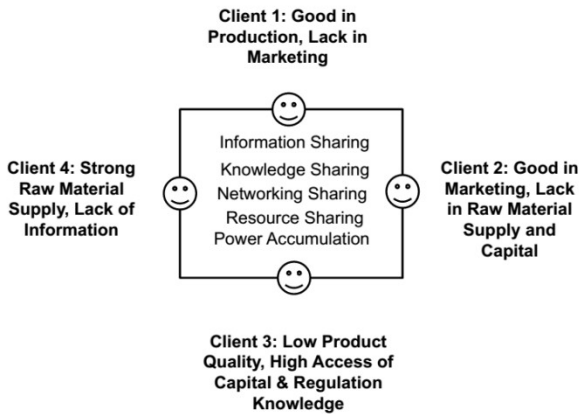 Client 1: Good in
Production, Lack in
Marketing
Information Sharing
Knowledge Sharing
Networking Sharing
Resource Sharing
Power Accumulation
Client 4: Strong
Raw Material
Supply, Lack of
Information
Client 2: Good in
Marketing, Lack
in Raw Material
Supply and
Capital
Client 3: Low Product
Quality, High Access of
Capital & Regulation
Knowledge